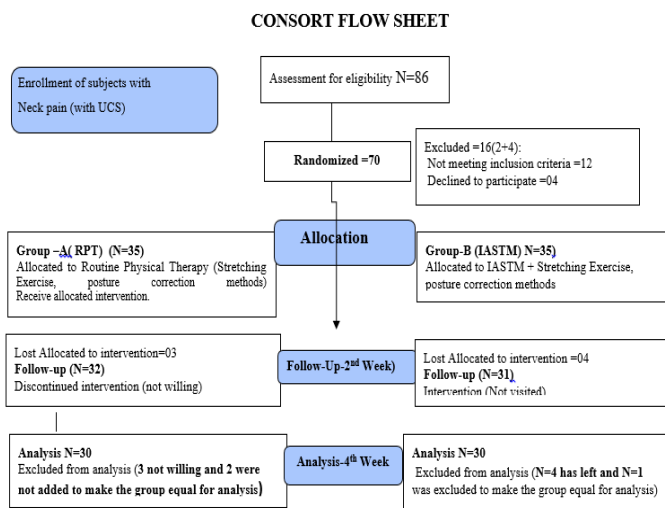 CONSORT FLOW SHEET
Enrollment of subjects with
Neck pain (with UCS)
Assessment for eligibility N=86
Excluded =16(2+4):
Not meeting inclusion criteria =12
Declined to participate =04
Randomized =70
Allocation
Group –A( RPT) (N=35)
Allocated to Routine Physical Therapy (Stretching
Exercise, posture correction methods)
Receive allocated intervention.
Group-B (IASTM) N=35)
Allocated to IASTM + Stretching Exercise,
posture correction methods
Lost Allocated to intervention=03
Follow-up (N=32)
Discontinued intervention (not willing)
Follow-Up-2nd Week)
Lost Allocated to intervention =04
Follow-up (N=31)
Intervention (Not visited)
Analysis N=30
Excluded from analysis (3 not willing and 2 were
not added to make the group equal for analysis)
Analysis-4th Week
Analysis N=30
Excluded from analysis (N=4 has left and N=1
was excluded to make the group equal for analysis)